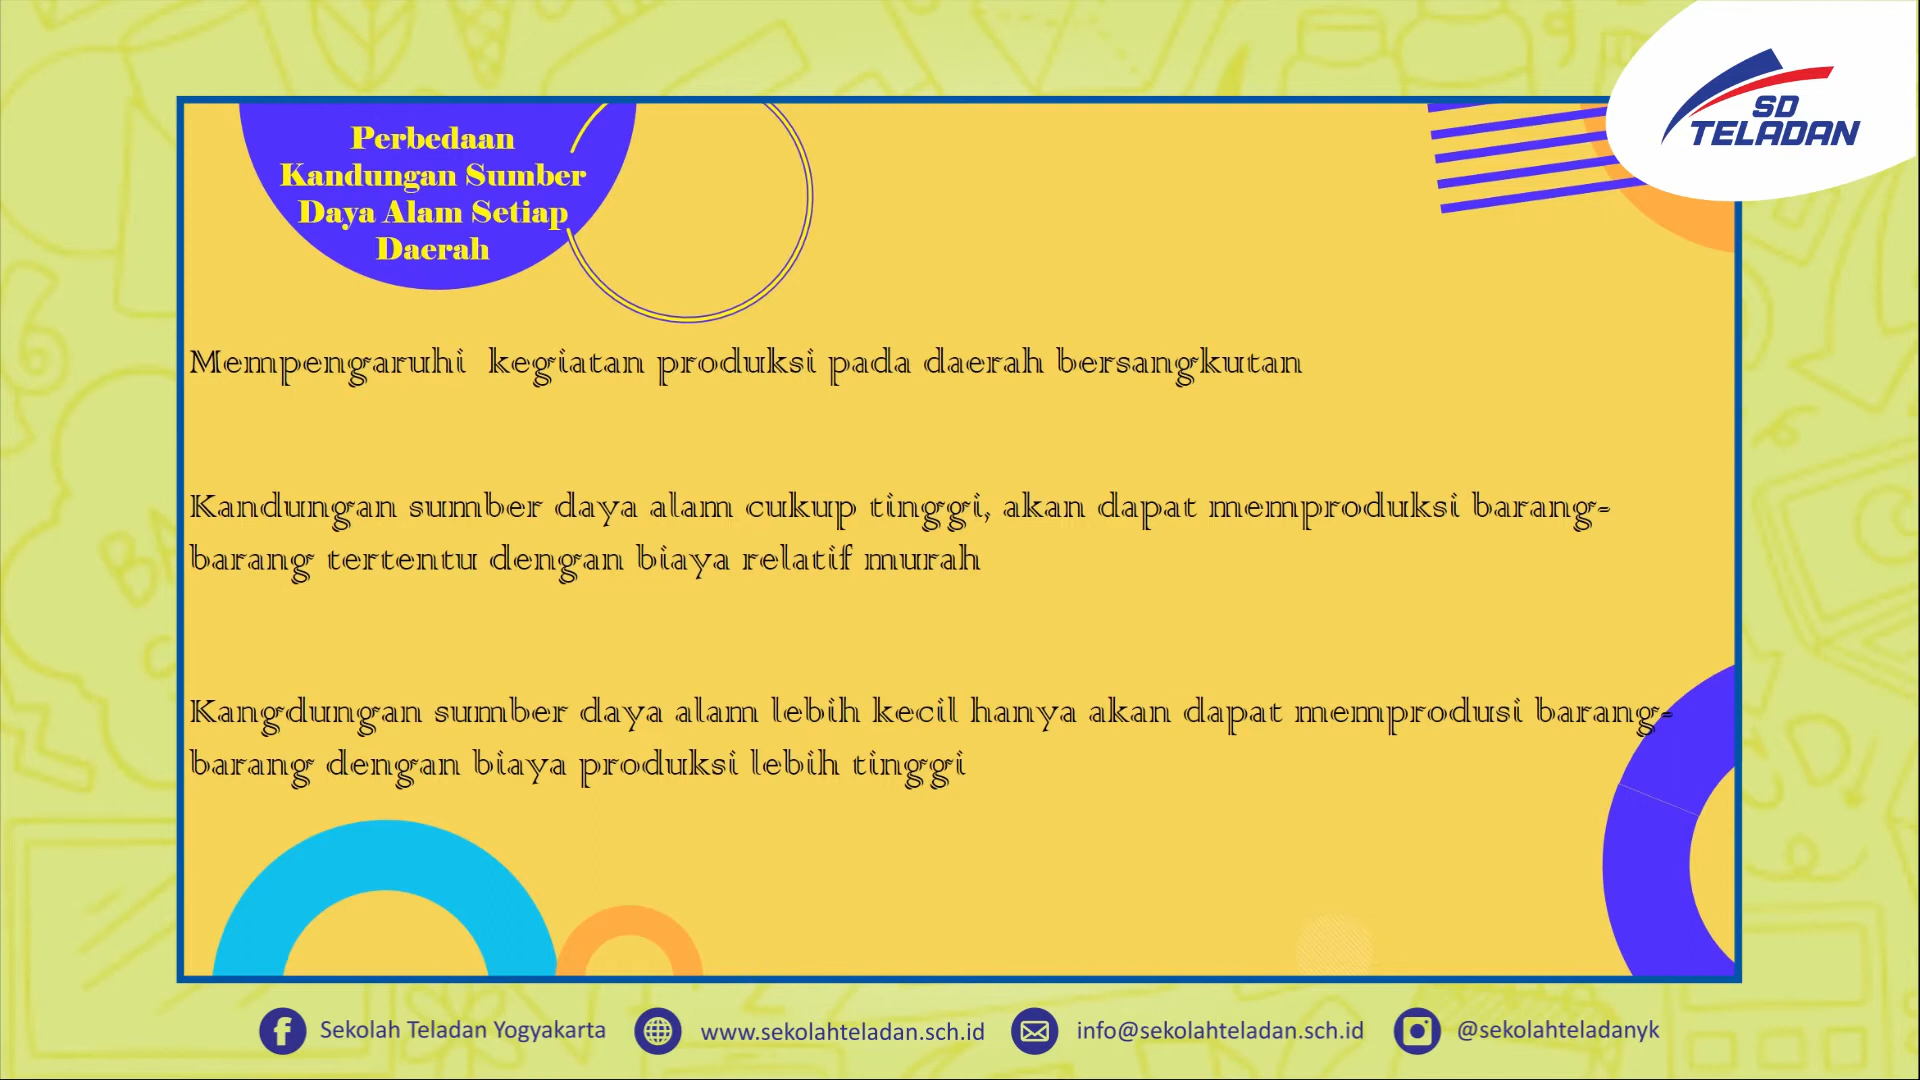 SD
TELADAN
Perbedaan
Kandungan Sumber
Daya Alam Setiap
Daerah
Mempengaruhi  kegiatan produksi pada daerah bersangkutan
Kandungan sumber daya alam cukup tinggi, akan dapat memproduksi barang-
barang tertentu dengan biaya relatif murah
Kangdungan sumber daya alam lebih kecil hanya akan dapat memprodusi barang-
barang dengan biaya produksi lebih tinggi
Sekolah Teladan Yogyakarta
www.sekolahteladan.sch.id
info@sekolahteladan.sch.id
@sekolahteladanyk